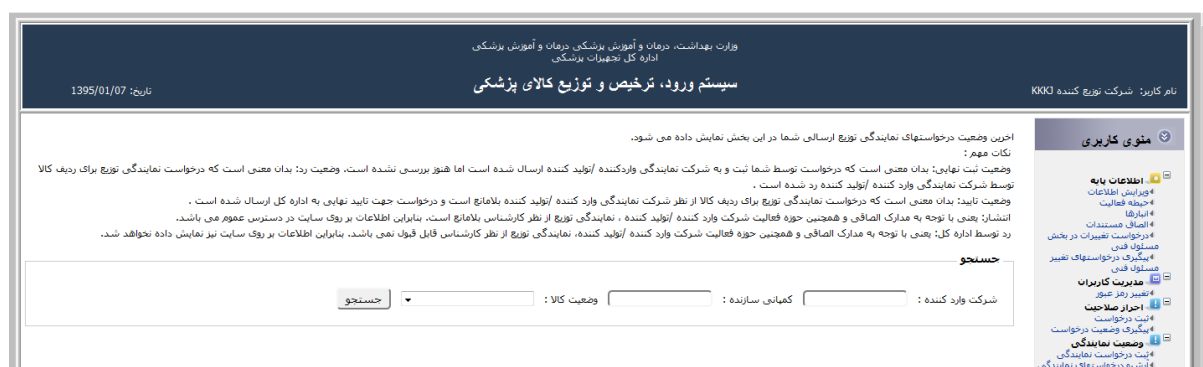 وزارت بهداشت، درمان و آموزش پزشکی درمان و آموزش پزشکی
اداره کل تجهیزات پزشکی
سیستم ورود، ترخیص و توزیع کالای پزشکی
نام کاربر: شرکت توزیع کننده KKKJ
تاریخ: 1395/01/07
منوی کاربری
اطلاعات پایه
ویرایش اطلاعات
حیطه فعالیت
انبارها
الصاق مستندات
درخواست تغییرات در بخش
مسئول فنی
پیگیری درخواستهای تغییر
مسئول فنی
مدیریت کاربران
تغییر رمز عبور
احراز صلاحیت
ثبت درخواست
پیگیری وضعیت درخواست
وضعیت نمایندگی
ثبت درخواست نمایندگی
آرشیو درخواستهای نمایندگی
اخرین وضعیت درخواستهای نمایندگی توزیع ارسالی شما در این بخش نمایش داده می شود.
نکات مهم :
وضعیت ثبت نهایی: بدان معنی است که درخواست توسط شما ثبت و به شرکت نمایندگی واردکننده /تولید کننده ارسال شده است اما هنوز بررسی نشده است. وضعیت رد: بدان معنی است که درخواست نمایندگی توزیع برای ردیف کالا
توسط شرکت نمایندگی وارد کننده /تولید کننده رد شده است .
وضعیت تایید: بدان معنی است که درخواست نمایندگی توزیع برای ردیف کالا از نظر شرکت نمایندگی وارد کننده /تولید کننده بلامانع است و درخواست جهت تایید نهایی به اداره کل ارسال شده است .
انتشار: یعنی با توجه به مدارک الصاقی و همچنین حوزه فعالیت شرکت وارد کننده /تولید کننده ، نمایندگی توزیع از نظر کارشناس بلامانع است. بنابراین اطلاعات بر روی سایت در دسترس عموم می باشد.
رد توسط اداره کل: یعنی با توجه به مدارک الصاقی و همچنین حوزه فعالیت شرکت وارد کننده /تولید کننده، نمایندگی توزیع از نظر کارشناس قابل قبول نمی باشد. بنابراین اطلاعات بر روی سایت نیز نمایش داده نخواهد شد.
جستجو
شرکت وارد کننده : کمپانی سازنده : وضعیت کالا : جستجو